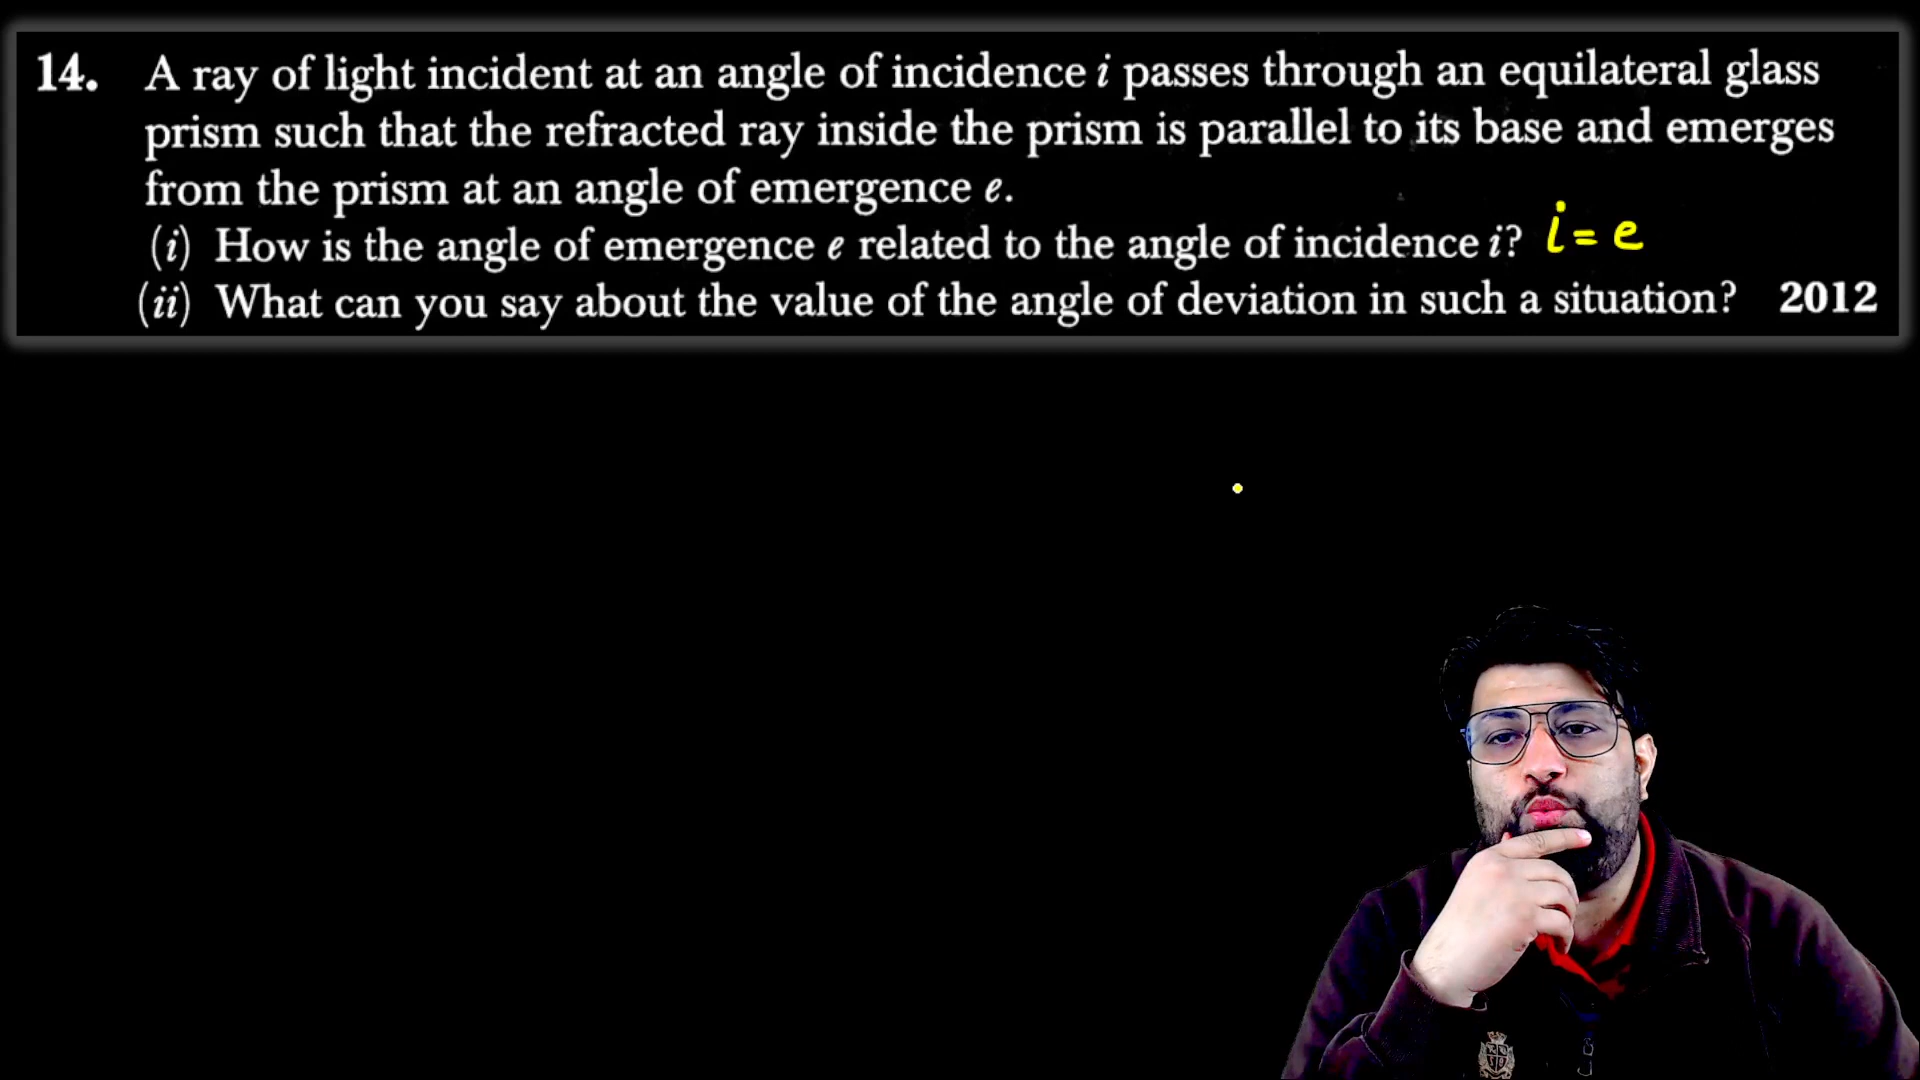 14. A ray of light incident at an angle of incidence i passes through an equilateral glass
prism such that the refracted ray inside the prism is parallel to its base and emerges
from the prism at an angle of emergence e.
(i) How is the angle of emergence e related to the angle of incidence i? i = e
(ii) What can you say about the value of the angle of deviation in such a situation? 2012